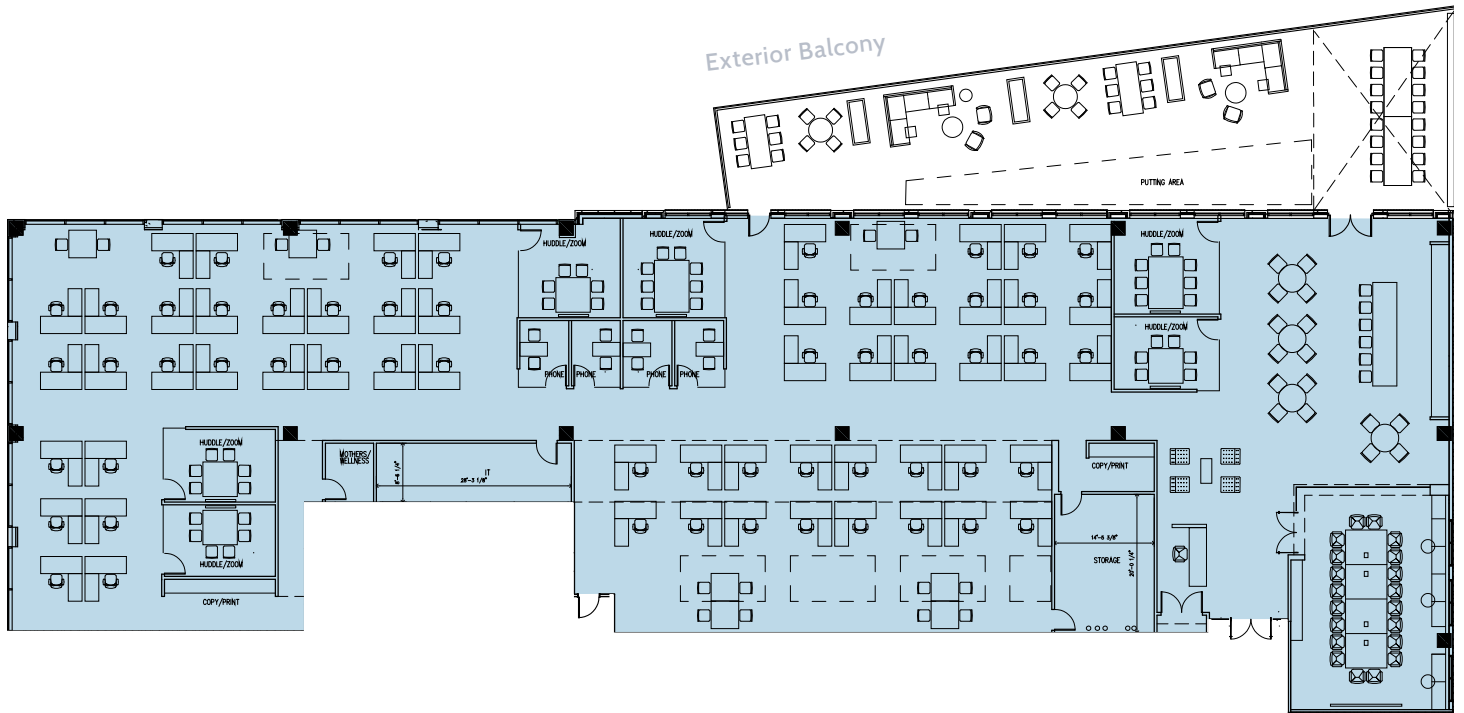 Exterior Balcony
PUTTING AREA
HUDDLE/ZOOM
HUDDLE/ZOOM
HUDDLE/ZOOM
HUDDLE/ZOOM
PHONE
PHONE
PHONE
PHONE
HUDDLE/ZOOM
MOTHERS/
WELLNESS
IT
COPY/PRINT
STORAGE
HUDDLE/ZOOM
COPY/PRINT